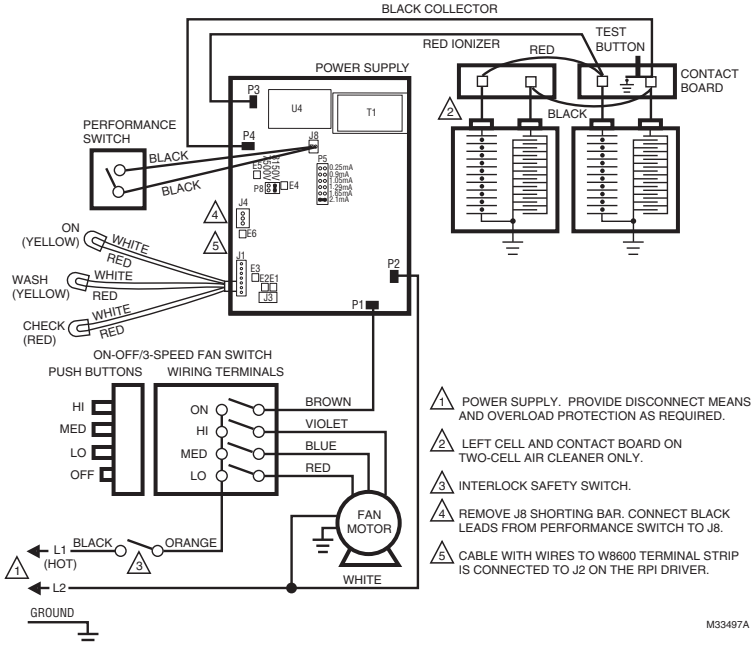 BLACK COLLECTOR
RED IONIZER
RED
TEST
BUTTON
POWER SUPPLY
CONTACT
BOARD
P3
U4
T1
2
BLACK
PERFORMANCE
SWITCH
P4
J8
BLACK
BLACK
E5
8150V
7500V
P8
E4
P5
0.25mA
0.9mA
1.05mA
1.29mA
1.65mA
2.1mA
4
J4
ON
(YELLOW)
WHITE
RED
5
E6
J1
WASH
(YELLOW)
WHITE
RED
E3
E2E1
J3
P2
CHECK
(RED)
WHITE
RED
P1
ON-OFF/3-SPEED FAN SWITCH
PUSH BUTTONS
WIRING TERMINALS
HI
MED
LO
OFF
ON
HI
MED
LO
BROWN
VIOLET
BLUE
RED
FAN
MOTOR
L1
(HOT)
BLACK
ORANGE
1
3
L2
WHITE
GROUND
1 POWER SUPPLY. PROVIDE DISCONNECT MEANS
AND OVERLOAD PROTECTION AS REQUIRED.
2 LEFT CELL AND CONTACT BOARD ON
TWO-CELL AIR CLEANER ONLY.
3 INTERLOCK SAFETY SWITCH.
4 REMOVE J8 SHORTING BAR. CONNECT BLACK
LEADS FROM PERFORMANCE SWITCH TO J8.
5 CABLE WITH WIRES TO W8600 TERMINAL STRIP
IS CONNECTED TO J2 ON THE RPI DRIVER.
M33497A